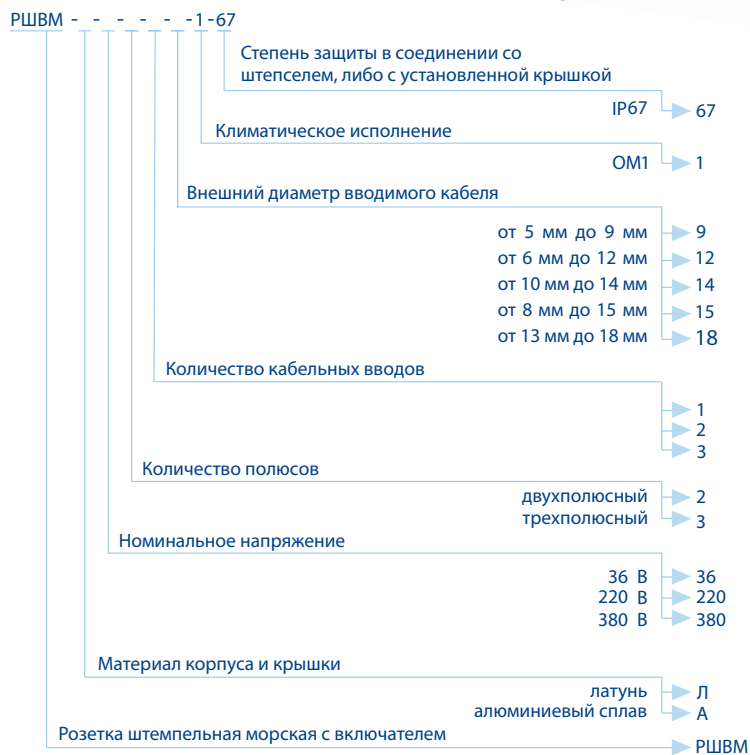 РШВМ - - - - - -1-67
Степень защиты в соединении со
штепселем, либо с установленной крышкой
IP67 67
Климатическое исполнение
ОМ1 1
Внешний диаметр вводимого кабеля
от 5 мм до 9 мм 9
от 6 мм до 12 мм 12
от 10 мм до 14 мм 14
от 8 мм до 15 мм 15
от 13 мм до 18 мм 18
Количество кабельных вводов
1
2
3
Количество полюсов
двухполюсный 2
трехполюсный 3
Номинальное напряжение
36 В 36
220 В 220
380 В 380
Материал корпуса и крышки
латунь Л
алюминиевый сплав А
Розетка штемпельная морская с включателем
РШВМ